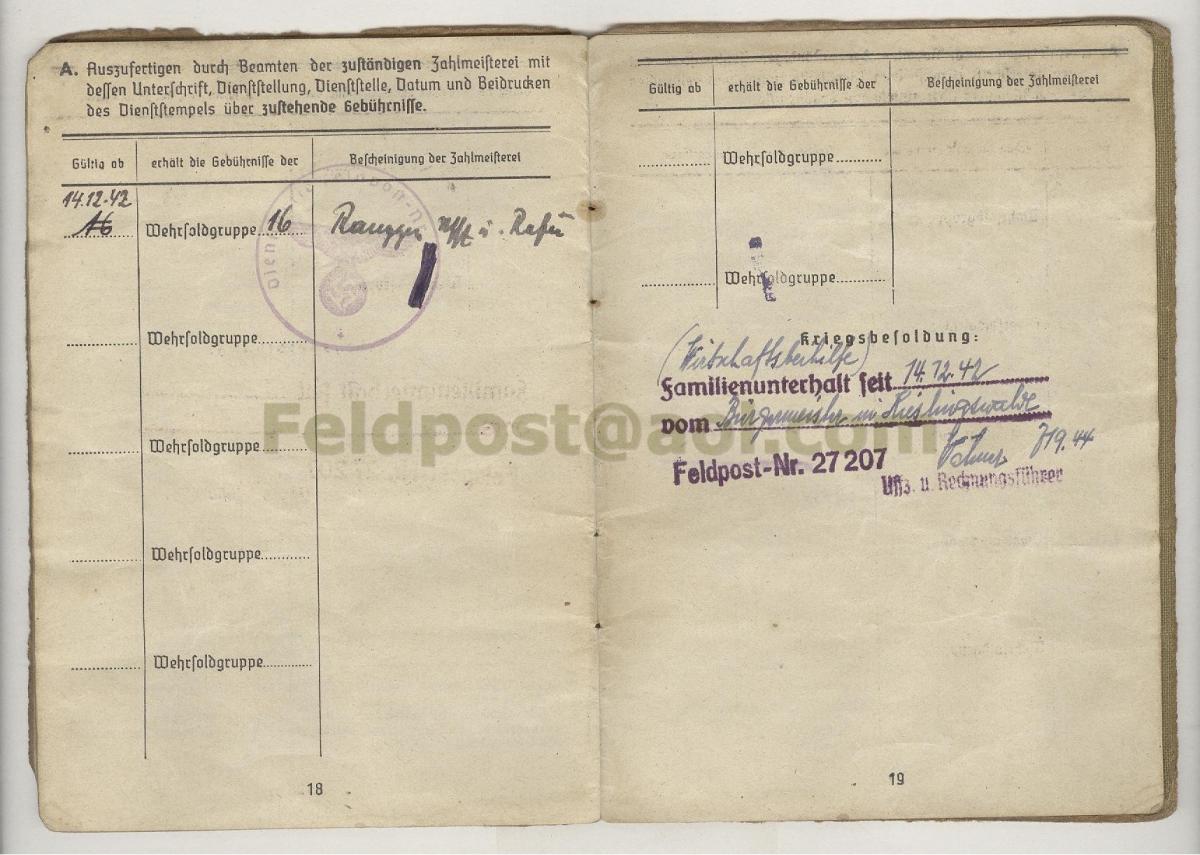 A. Auszufertigen durch Beamten der zuständigen Zahlmeisterei mit
dessen Unterschrift, Dienststellung, Dienststelle, Datum und Beidrucken
des Dienststempels über zustehende Gebührnisse.
Gültig ab erhält die Gebührnisse der Bescheinigung der Zahlmeisterei
14.12.42
16 Wehrsoldgruppe 16
Wehrsoldgruppe
Wehrsoldgruppe
Wehrsoldgruppe
Wehrsoldgruppe
18
Gültig ab erhält die Gebührnisse der Bescheinigung der Zahlmeisterei
Wehrsoldgruppe
Wehrsoldgruppe
Kriegsbesoldung:
(Wirtschaftsbeihilfe)
Familienunterhalt seit 14.12.42
vom Bürgermeister in Kieslingswalde
Feldpost-Nr. 27207
Uffz. u. Rechnungsführer
19
Feldpost@aol.com